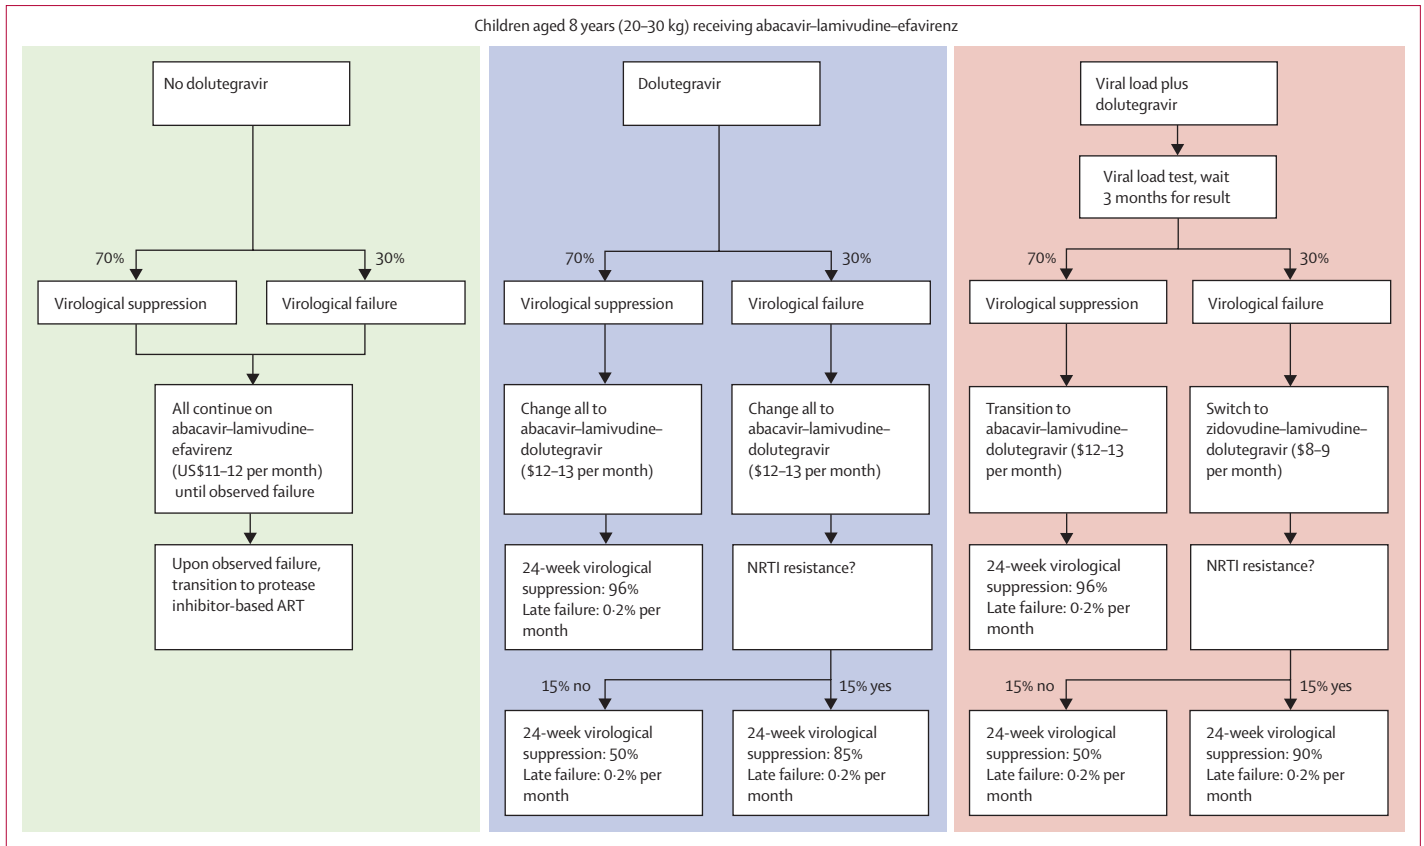 Children aged 8 years (20–30 kg) receiving abacavir–lamivudine–efavirenz
No dolutegravir
70%
30%
Virological suppression
Virological failure
All continue on
abacavir–lamivudine–
efavirenz
(US$11–12 per month)
until observed failure
Upon observed failure,
transition to protease
inhibitor-based ART
Dolutegravir
70%
30%
Virological suppression
Virological failure
Change all to
abacavir–lamivudine–
dolutegravir
($12–13 per month)
Change all to
abacavir–lamivudine–
dolutegravir
($12–13 per month)
24-week virological
suppression: 96%
Late failure: 0·2% per
month
NRTI resistance?
15% no
15% yes
24-week virological
suppression: 50%
Late failure: 0·2% per
month
24-week virological
suppression: 85%
Late failure: 0·2% per
month
Viral load plus
dolutegravir
Viral load test, wait
3 months for result
70%
30%
Virological suppression
Virological failure
Transition to
abacavir–lamivudine–
dolutegravir ($12–13
per month)
Switch to
zidovudine–lamivudine–
dolutegravir ($8–9
per month)
24-week virological
suppression: 96%
Late failure: 0·2% per
month
NRTI resistance?
15% no
15% yes
24-week virological
suppression: 50%
Late failure: 0·2% per
month
24-week virological
suppression: 90%
Late failure: 0·2% per
month